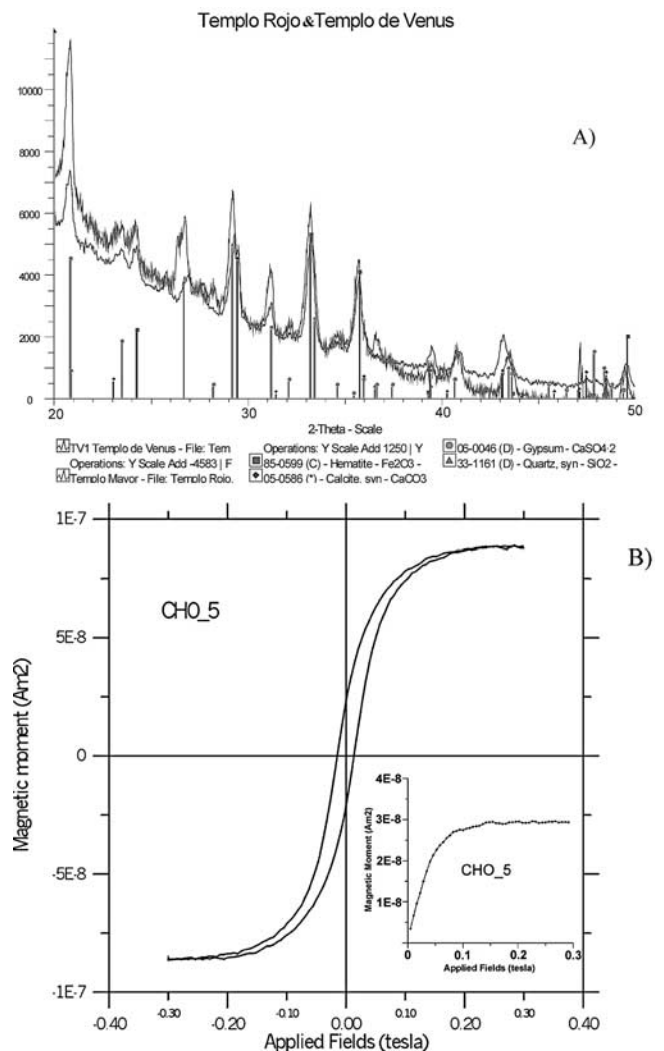 Templo Rojo & Templo de Venus
A)
10000
8000
6000
4000
2000
0
20
30
40
50
2-Theta - Scale
TV1 Templo de Venus - File: Tem
Operations: Y Scale Add -4583 | F
Templo Mayor - File: Templo Rojo.
Operations: Y Scale Add 1250 | Y
85-0599 (C) - Hematite - Fe2O3 -
05-0586 (*) - Calcite, syn - CaCO3
05-0046 (D) - Gypsum - CaSO4·2
33-1161 (D) - Quartz, syn - SiO2 -
B)
1E-7
5E-8
0
-5E-8
-1E-7
Magnetic moment (Am2)
CHO_5
-0.40
-0.30
-0.20
-0.10
0.00
0.10
0.20
0.30
0.40
Applied Fields (tesla)
4E-8
3E-8
2E-8
1E-8
Magnetic Moment (Am2)
CHO_5
0
0.1
0.2
0.3
Applied Fields (tesla)